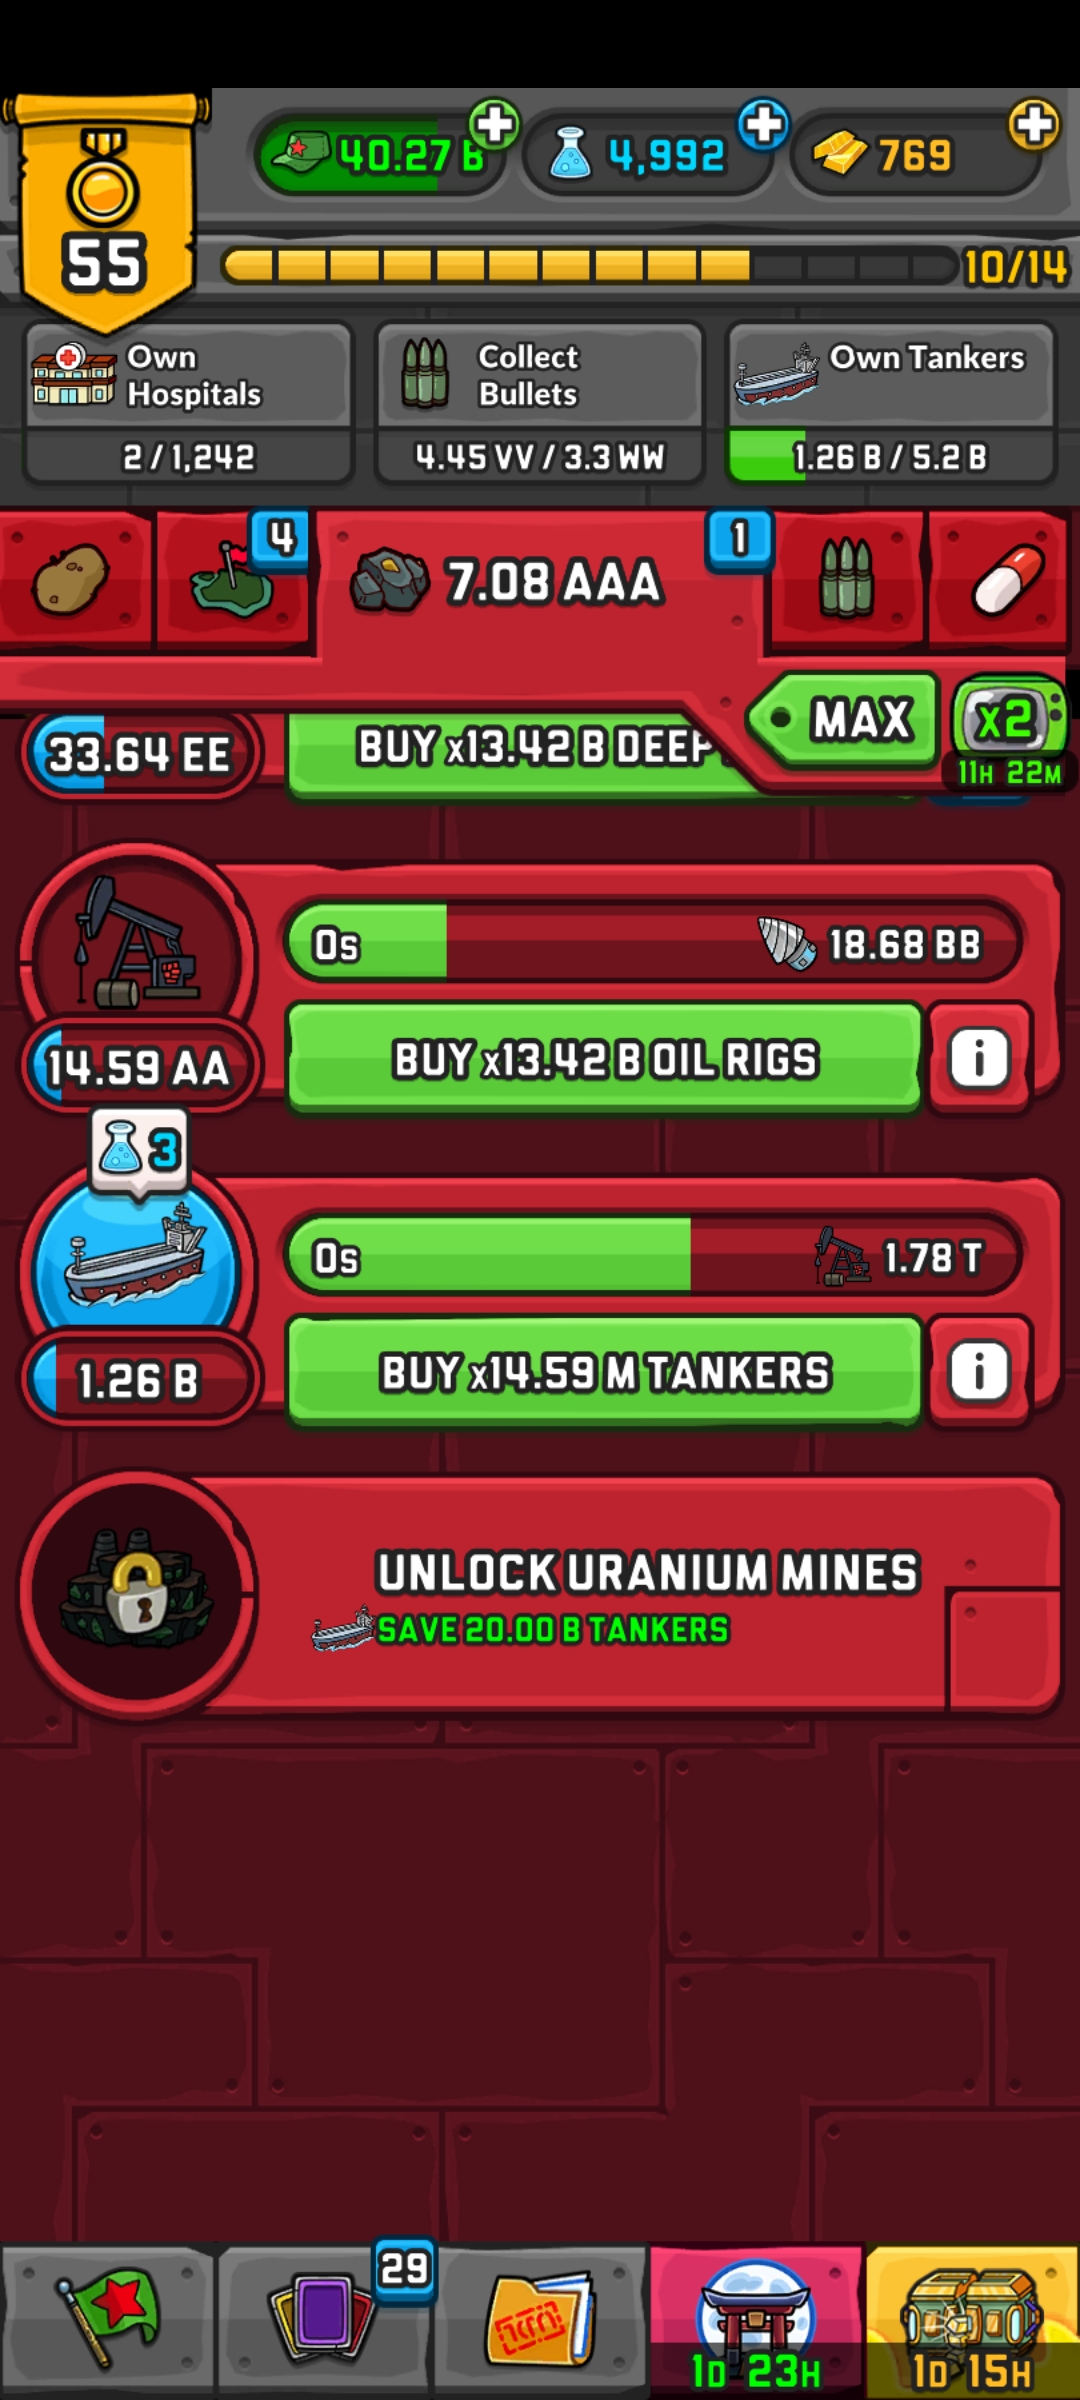 40.27 B
4,992
769
55
10/14
Own
Hospitals
2 / 1,242
Collect
Bullets
4.45 VV / 3.3 WW
Own Tankers
1.26 B / 5.2 B
4
7.08 AAA
1
MAX
x2
11H 22M
33.64 EE
BUY x13.42 B DEEP
0s
18.68 BB
14.59 AA
BUY x13.42 B OIL RIGS
i
3
0s
1.78 T
1.26 B
BUY x14.59 M TANKERS
i
UNLOCK URANIUM MINES
SAVE 20.00 B TANKERS
29
1D 23H
1D 15H